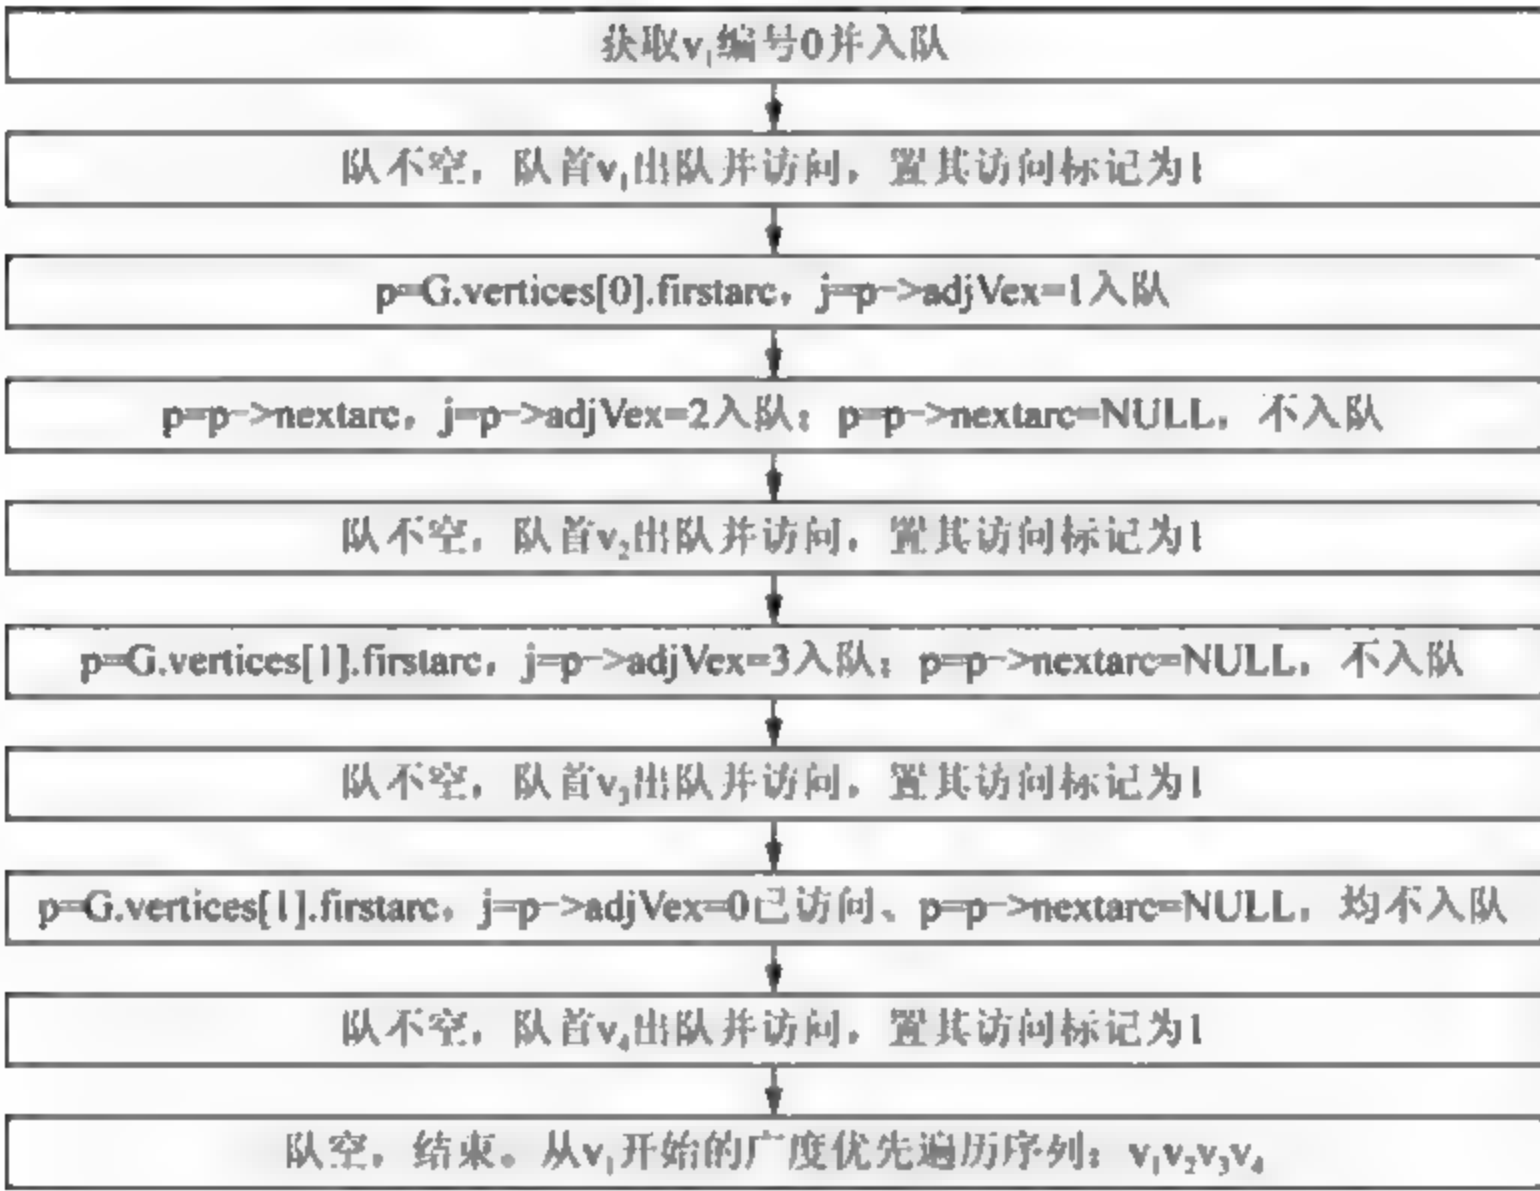 获取v₁编号0并入队
队不空，队首v₁出队并访问，置其访问标记为1
p=G.vertices[0].firstarc，j=p->adjVex=1入队
p=p->nextarc，j=p->adjVex=2入队；p=p->nextarc=NULL，不入队
队不空，队首v₂出队并访问，置其访问标记为1
p=G.vertices[1].firstarc，j=p->adjVex=3入队；p=p->nextarc=NULL，不入队
队不空，队首v₃出队并访问，置其访问标记为1
p=G.vertices[1].firstarc，j=p->adjVex=0已访问、p=p->nextarc=NULL，均不入队
队不空，队首v₄出队并访问，置其访问标记为1
队空，结束。从v₁开始的广度优先遍历序列：v₁v₂v₃v₄